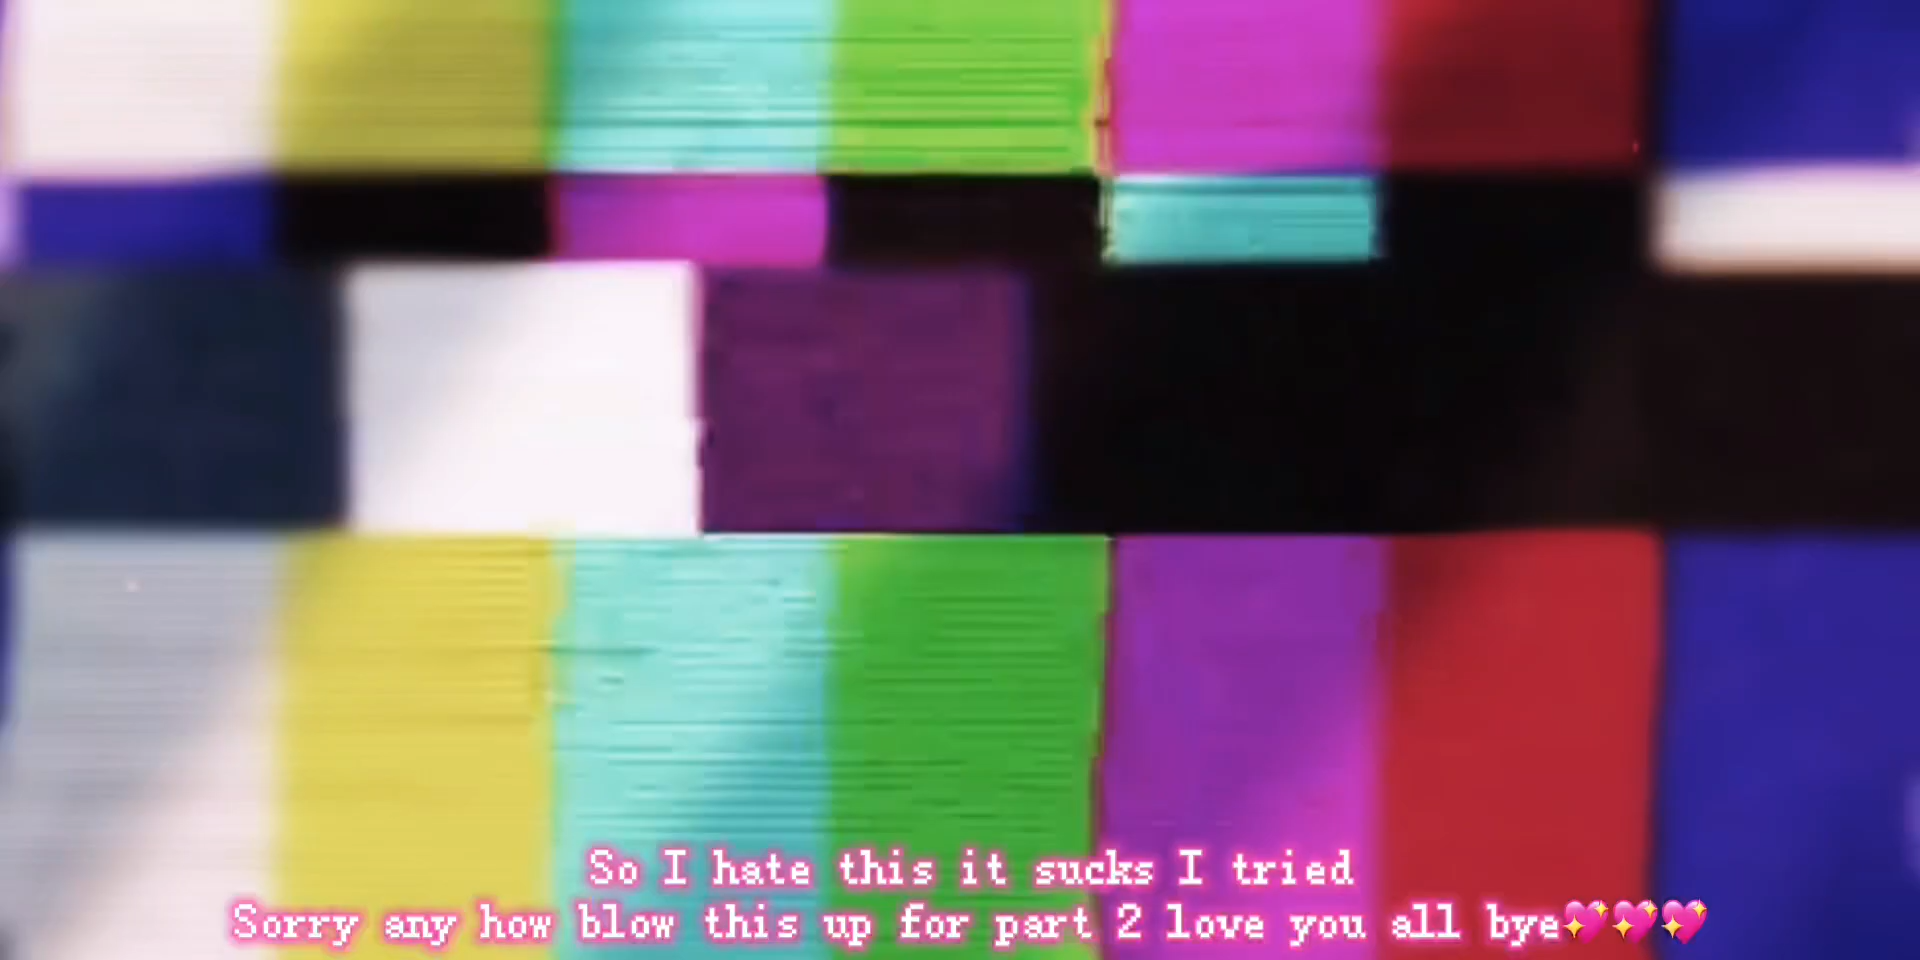 So I hate this it sucks I tried
Sorry any how blow this up for part 2 love you all bye💖💖💖